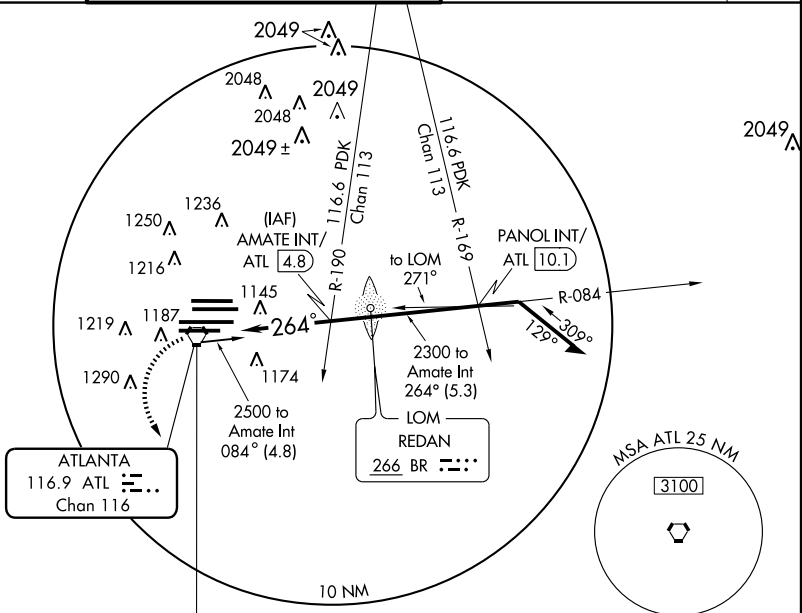 2049
2048
2048
2049
2049 ±
2049
116.6 PDK
Chan 113
R-190
116.6 PDK
Chan 113
R-169
1236
1250
1216
(IAF)
AMATE INT/
ATL 4.8
to LOM
271°
PANOL INT/
ATL 10.1
R-084
1145
1219
1187
264°
309°
129°
2300 to
Amate Int
264° (5.3)
1290
1174
2500 to
Amate Int
084° (4.8)
LOM
REDAN
266 BR
ATLANTA
116.9 ATL
Chan 116
MSA ATL 25 NM
3100
10 NM